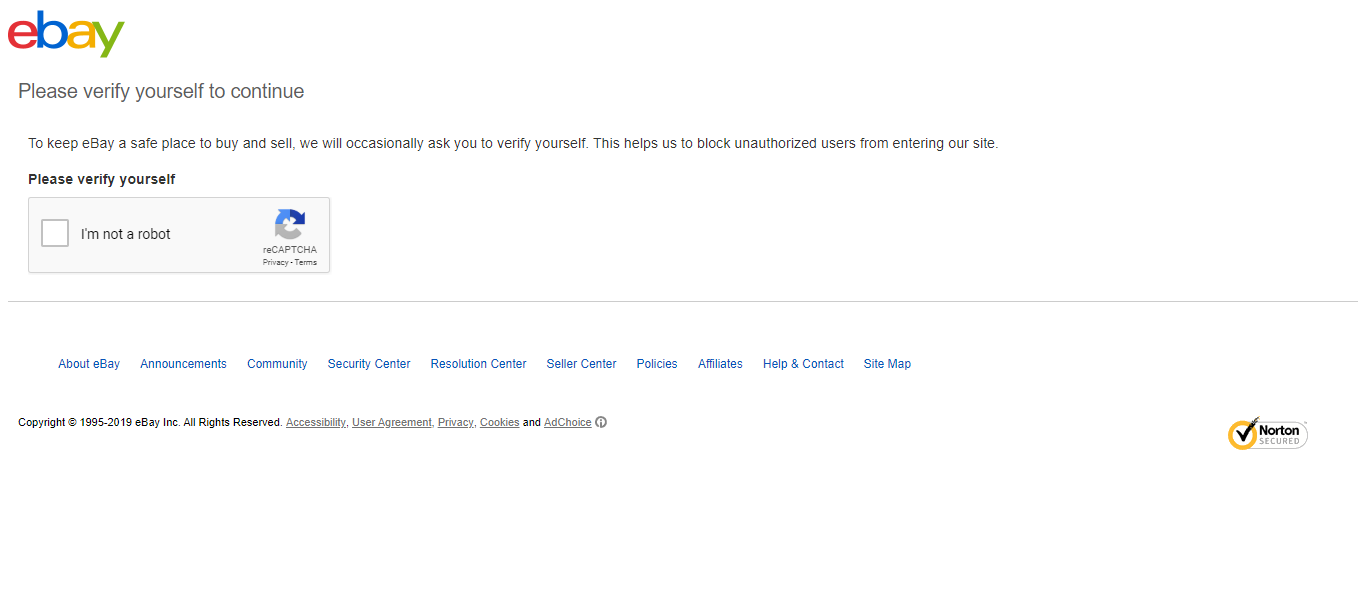 ebay
Please verify yourself to continue
To keep eBay a safe place to buy and sell, we will occasionally ask you to verify yourself. This helps us to block unauthorized users from entering our site.
Please verify yourself
I'm not a robot
reCAPTCHA
Privacy - Terms
About eBay Announcements Community Security Center Resolution Center Seller Center Policies Affiliates Help & Contact Site Map
Copyright © 1995-2019 eBay Inc. All Rights Reserved. Accessibility, User Agreement, Privacy, Cookies and AdChoice
Norton
SECURED